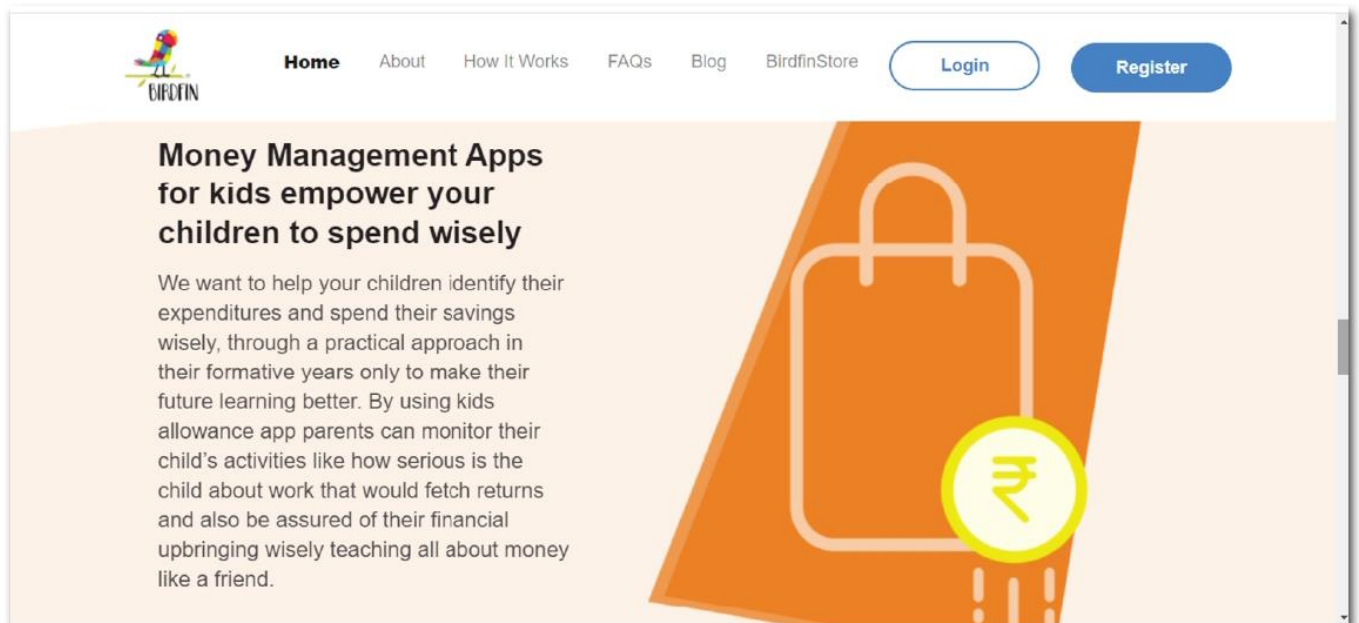 BIRDFIN
Home About How It Works FAQs Blog BirdfinStore Login Register
Money Management Apps
for kids empower your
children to spend wisely
We want to help your children identify their
expenditures and spend their savings
wisely, through a practical approach in
their formative years only to make their
future learning better. By using kids
allowance app parents can monitor their
child's activities like how serious is the
child about work that would fetch returns
and also be assured of their financial
upbringing wisely teaching all about money
like a friend.
₹